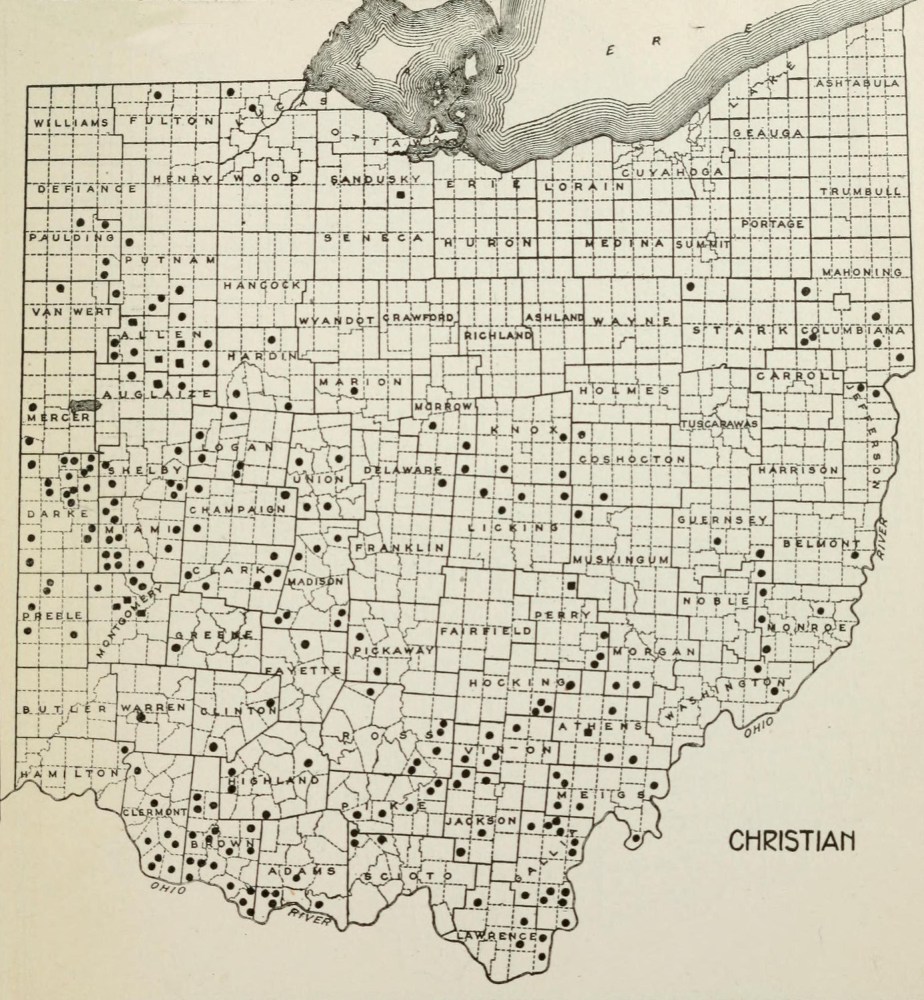 L A K E
E R I E
LAKE
ASHTABULA
LUCAS
WILLIAMS
FULTON
OTTAWA
GEAUGA
HENRY
WOOD
SANDUSKY
CUYAHOGA
DEFIANCE
ERIE
LORAIN
TRUMBULL
PAULDING
SENECA
HURON
MEDINA
SUMMIT
PORTAGE
PUTNAM
MAHONING
HANCOCK
VAN WERT
WYANDOT
CRAWFORD
ASHLAND
WAYNE
ALLEN
RICHLAND
STARK
COLUMBIANA
HARDIN
MARION
CARROLL
AUGLAIZE
HOLMES
JEFFERSON
MERCER
MORROW
TUSCARAWAS
KNOX
LOGAN
SHELBY
DELAWARE
COSHOCTON
HARRISON
UNION
CHAMPAIGN
DARKE
MIAMI
LICKING
GUERNSEY
BELMONT
RIVER
FRANKLIN
MUSKINGUM
CLARK
MADISON
NOBLE
PREBLE
MONTGOMERY
PERRY
MONROE
GREENE
FAIRFIELD
PICKAWAY
MORGAN
FAYETTE
HOCKING
WASHINGTON
BUTLER
WARREN
CLINTON
ATHENS
OHIO
ROSS
VINTON
HAMILTON
HIGHLAND
MEIGS
CLERMONT
PIKE
JACKSON
BROWN
GALLIA
CHRISTIAN
ADAMS
SCIOTO
OHIO
RIVER
LAWRENCE